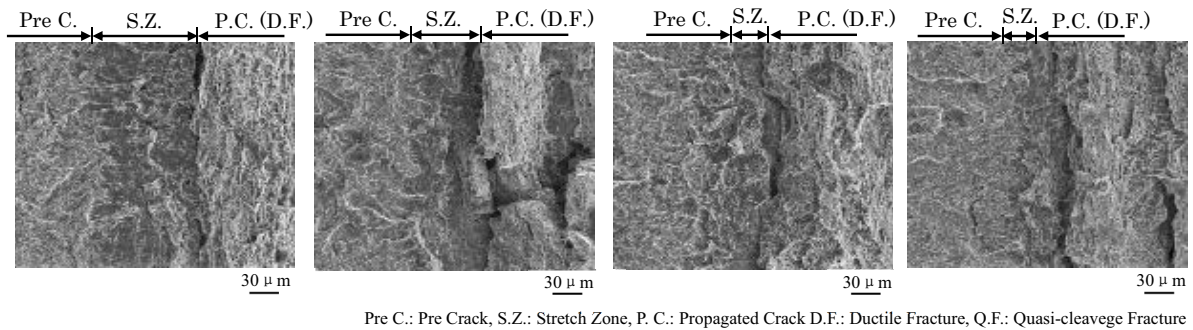 Pre C. S.Z. P.C. (D.F.) Pre C. S.Z. P.C. (D.F.) Pre C. S.Z. P.C. (D.F.) Pre C. S.Z. P.C. (D.F.)
30 μ m 30 μ m 30 μ m 30 μ m
Pre C.: Pre Crack, S.Z.: Stretch Zone, P. C.: Propagated Crack D.F.: Ductile Fracture, Q.F.: Quasi-cleavege Fracture